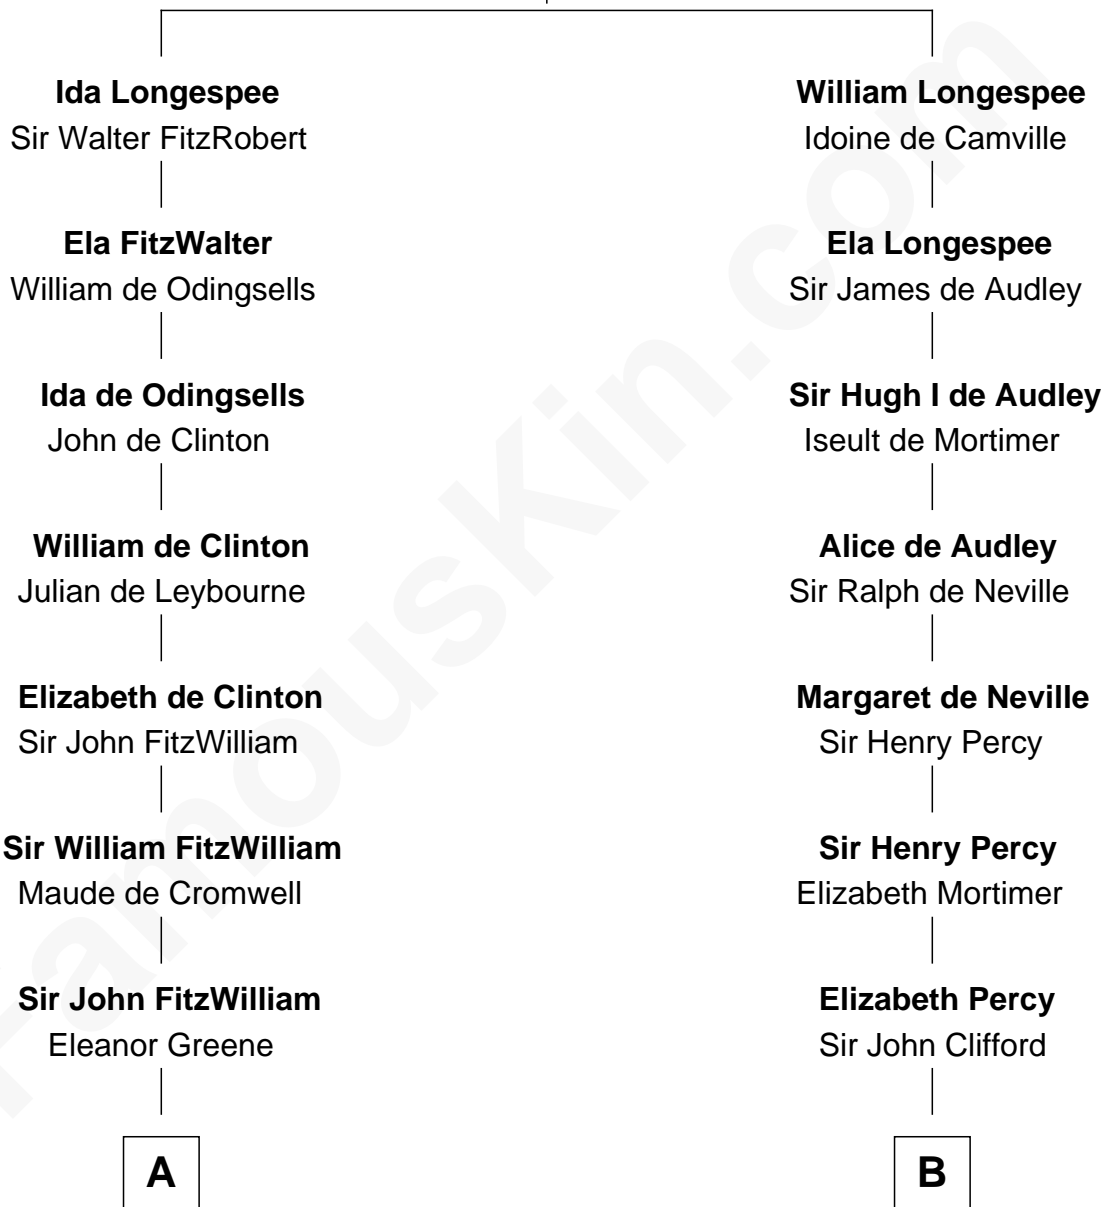 Ida Longespee
Sir Walter FitzRobert
William Longespee
Idoine de Camville
Ela FitzWalter
William de Odingsells
Ela Longespee
Sir James de Audley
Ida de Odingsells
John de Clinton
Sir Hugh I de Audley
Iseult de Mortimer
William de Clinton
Julian de Leybourne
Alice de Audley
Sir Ralph de Neville
Elizabeth de Clinton
Sir John FitzWilliam
Margaret de Neville
Sir Henry Percy
Sir William FitzWilliam
Maude de Cromwell
Sir Henry Percy
Elizabeth Mortimer
Sir John FitzWilliam
Eleanor Greene
Elizabeth Percy
Sir John Clifford
A
B
FamousKin.com